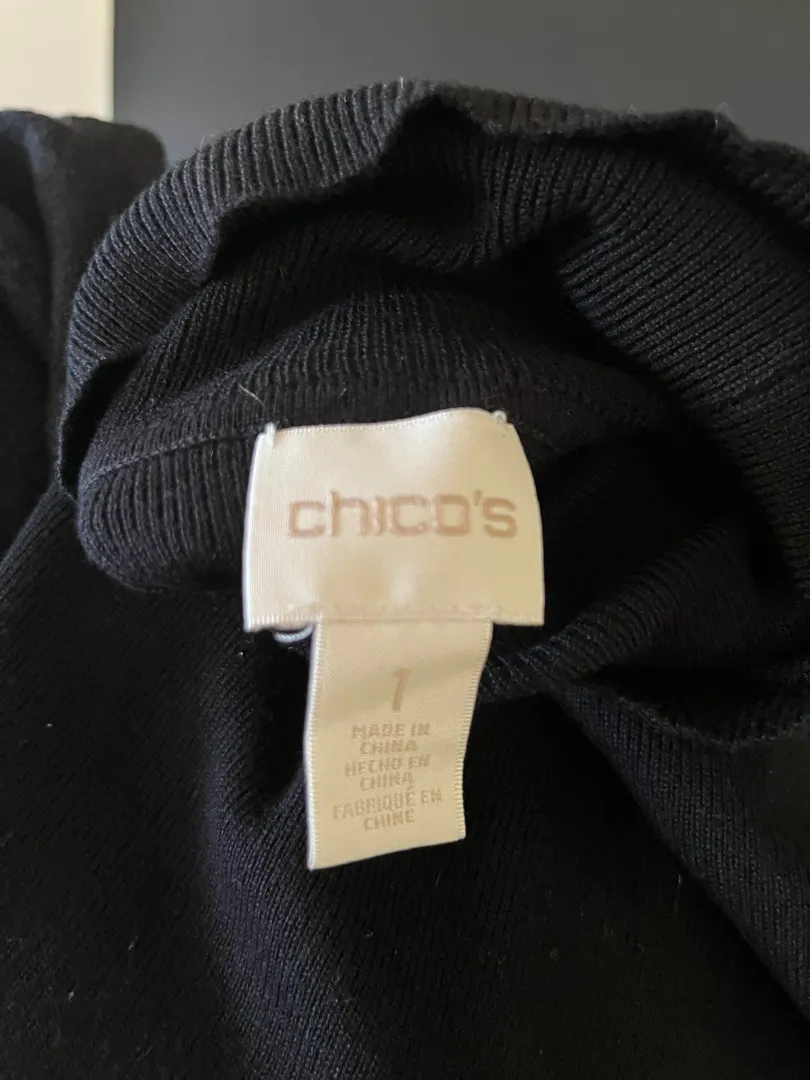 chico's
1
MADE IN
CHINA
HECHO EN
CHINA
FABRIQUÉ EN
CHINE